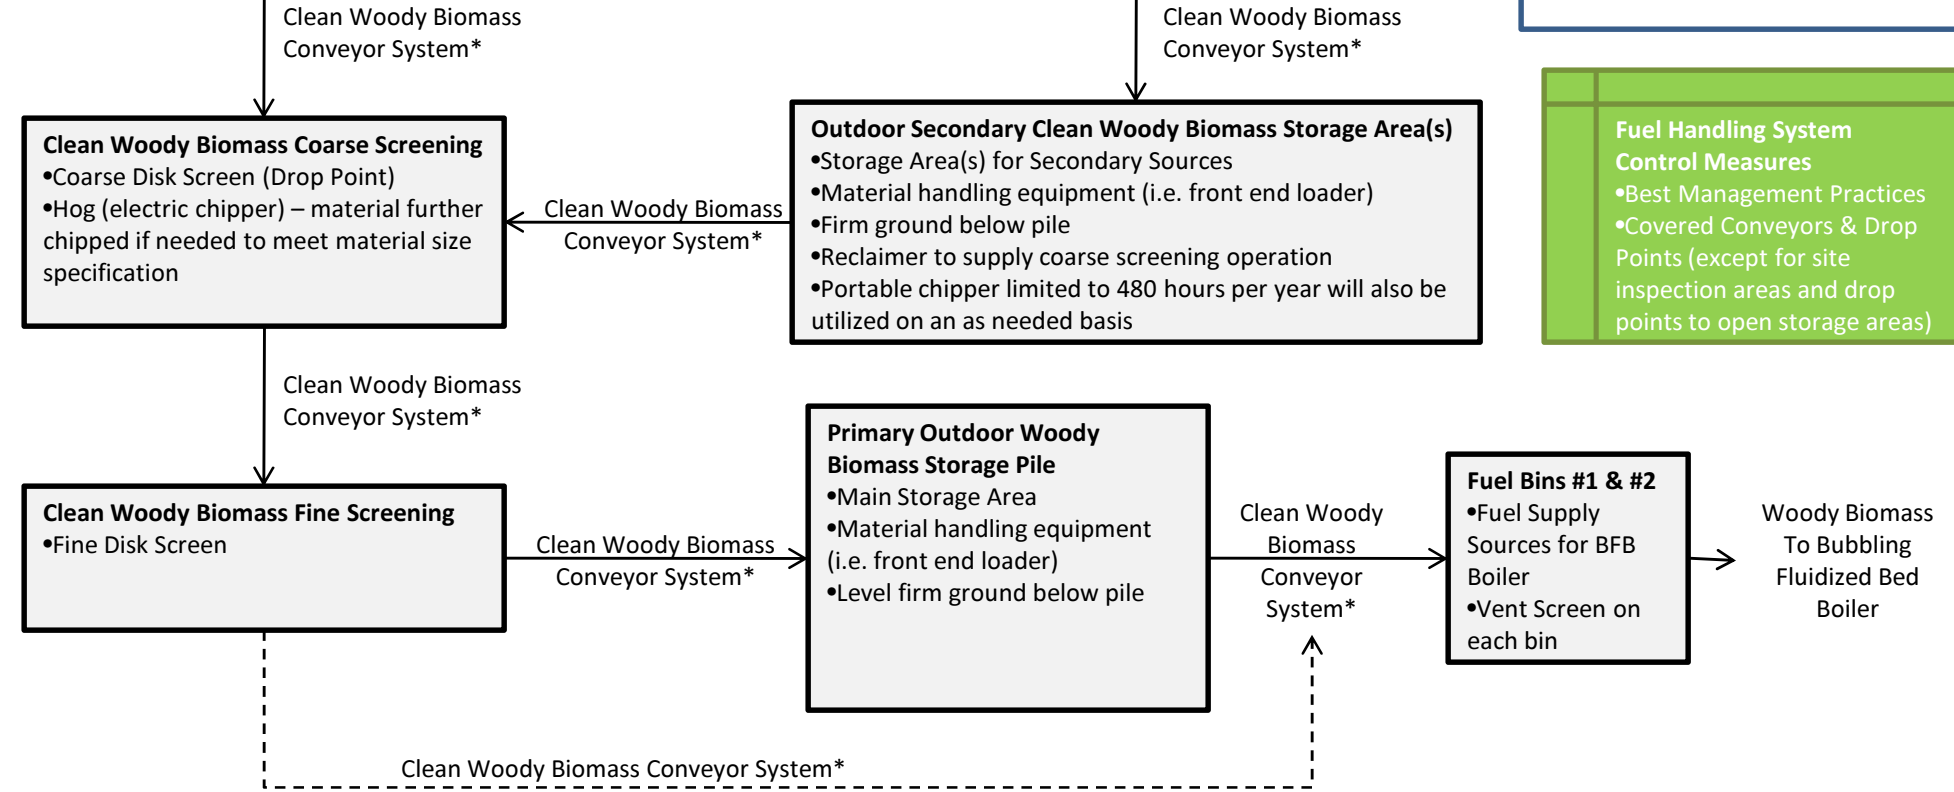 Clean Woody Biomass
Conveyor System*
Clean Woody Biomass
Conveyor System*
Clean Woody Biomass Coarse Screening
•Coarse Disk Screen (Drop Point)
•Hog (electric chipper) – material further
chipped if needed to meet material size
specification
Clean Woody Biomass
Conveyor System*
Outdoor Secondary Clean Woody Biomass Storage Area(s)
•Storage Area(s) for Secondary Sources
•Material handling equipment (i.e. front end loader)
•Firm ground below pile
•Reclaimer to supply coarse screening operation
•Portable chipper limited to 480 hours per year will also be
utilized on an as needed basis
Fuel Handling System
Control Measures
•Best Management Practices
•Covered Conveyors & Drop
Points (except for site
inspection areas and drop
points to open storage areas)
Clean Woody Biomass
Conveyor System*
Clean Woody Biomass Fine Screening
•Fine Disk Screen
Clean Woody Biomass
Conveyor System*
Primary Outdoor Woody
Biomass Storage Pile
•Main Storage Area
•Material handling equipment
(i.e. front end loader)
•Level firm ground below pile
Clean Woody
Biomass
Conveyor
System*
Fuel Bins #1 & #2
•Fuel Supply
Sources for BFB
Boiler
•Vent Screen on
each bin
Woody Biomass
To Bubbling
Fluidized Bed
Boiler
Clean Woody Biomass Conveyor System*